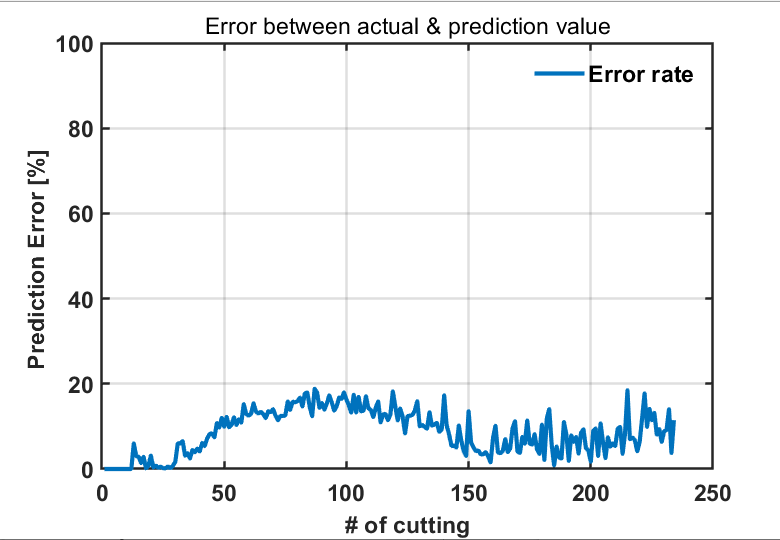 Error between actual & prediction value
100
80
60
40
20
0
Prediction Error [%]
Error rate
0 50 100 150 200 250
# of cutting